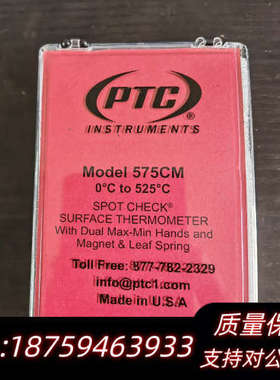 PTC®
INSTRUMENTS
Model 575CM
0°C to 525°C
SPOT CHECK®
SURFACE THERMOMETER
With Dual Max-Min Hands and
Magnet & Leaf Spring
Toll Free: 877-782-2329
info@ptc1.com
Made in U.S.A
质量保
:18759463933
支持对公